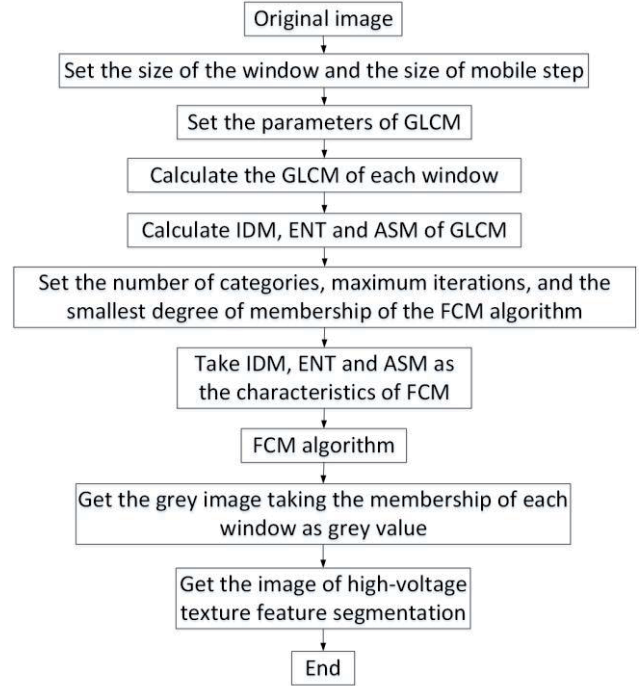 Original image
Set the size of the window and the size of mobile step
Set the parameters of GLCM
Calculate the GLCM of each window
Calculate IDM, ENT and ASM of GLCM
Set the number of categories, maximum iterations, and the
smallest degree of membership of the FCM algorithm
Take IDM, ENT and ASM as
the characteristics of FCM
FCM algorithm
Get the grey image taking the membership of each
window as grey value
Get the image of high-voltage
texture feature segmentation
End